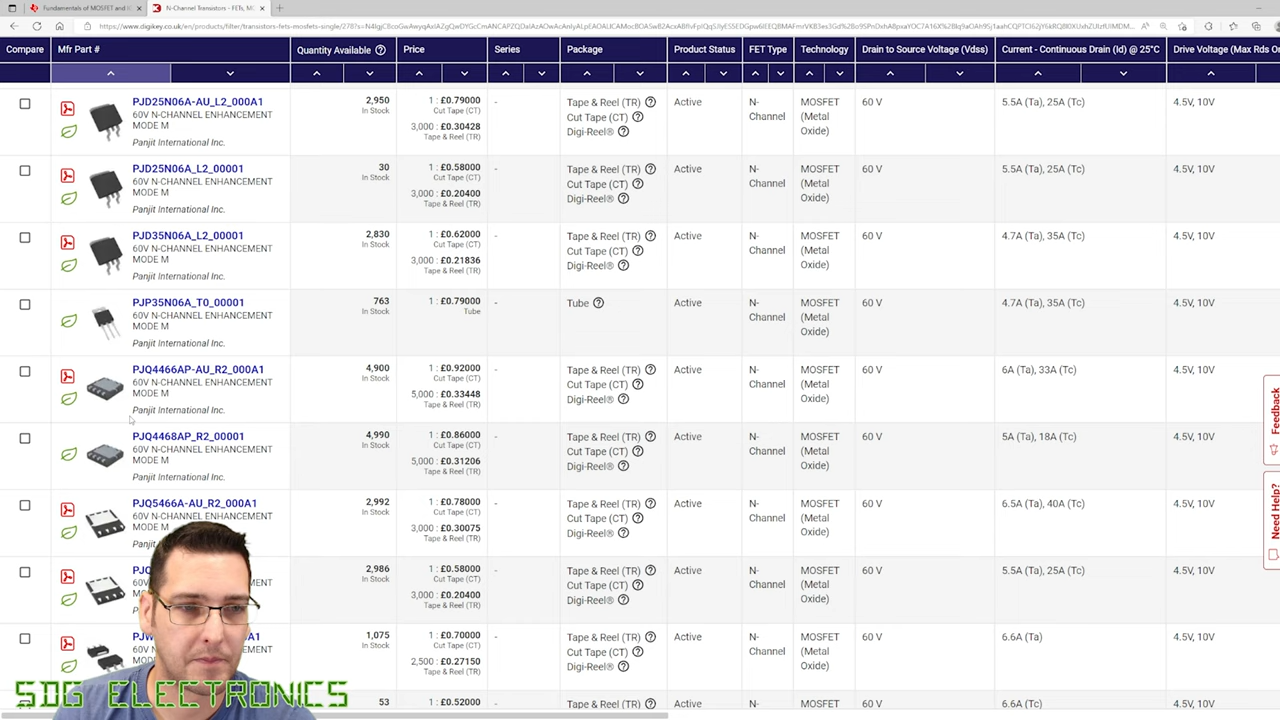 Fundamentals of MOSFET and I
N-Channel Transistors - FETs, M
Compare
Mfr Part #
Quantity Available
Price
Series
Package
Product Status
FET Type
Technology
Drain to Source Voltage (Vdss)
Current - Continuous Drain (Id) @ 25°C
Drive Voltage (Max Rds On
PJD25N06A-AU_L2_000A1
60V N-CHANNEL ENHANCEMENT
MODE M
Panjit International Inc.
2,950
In Stock
1 : £0.79000
Cut Tape (CT)
3,000 : £0.30428
Tape & Reel (TR)
-
Tape & Reel (TR)
Cut Tape (CT)
Digi-Reel®
Active
N-
Channel
MOSFET
(Metal
Oxide)
60 V
5.5A (Ta), 25A (Tc)
4.5V, 10V
PJD25N06A_L2_00001
60V N-CHANNEL ENHANCEMENT
MODE M
Panjit International Inc.
30
In Stock
1 : £0.58000
Cut Tape (CT)
3,000 : £0.20400
Tape & Reel (TR)
-
Tape & Reel (TR)
Cut Tape (CT)
Digi-Reel®
Active
N-
Channel
MOSFET
(Metal
Oxide)
60 V
5.5A (Ta), 25A (Tc)
4.5V, 10V
PJD35N06A_L2_00001
60V N-CHANNEL ENHANCEMENT
MODE M
Panjit International Inc.
2,830
In Stock
1 : £0.62000
Cut Tape (CT)
3,000 : £0.21836
Tape & Reel (TR)
-
Tape & Reel (TR)
Cut Tape (CT)
Digi-Reel®
Active
N-
Channel
MOSFET
(Metal
Oxide)
60 V
4.7A (Ta), 35A (Tc)
4.5V, 10V
PJP35N06A_T0_00001
60V N-CHANNEL ENHANCEMENT
MODE M
Panjit International Inc.
763
In Stock
1 : £0.79000
Tube
-
Tube
Active
N-
Channel
MOSFET
(Metal
Oxide)
60 V
4.7A (Ta), 35A (Tc)
4.5V, 10V
PJQ4466AP-AU_R2_000A1
60V N-CHANNEL ENHANCEMENT
MODE M
Panjit International Inc.
4,900
In Stock
1 : £0.92000
Cut Tape (CT)
5,000 : £0.33448
Tape & Reel (TR)
-
Tape & Reel (TR)
Cut Tape (CT)
Digi-Reel®
Active
N-
Channel
MOSFET
(Metal
Oxide)
60 V
6A (Ta), 33A (Tc)
4.5V, 10V
PJQ4468AP_R2_00001
60V N-CHANNEL ENHANCEMENT
MODE M
Panjit International Inc.
4,990
In Stock
1 : £0.86000
Cut Tape (CT)
5,000 : £0.31206
Tape & Reel (TR)
-
Tape & Reel (TR)
Cut Tape (CT)
Digi-Reel®
Active
N-
Channel
MOSFET
(Metal
Oxide)
60 V
5A (Ta), 18A (Tc)
4.5V, 10V
PJQ5466A-AU_R2_000A1
60V N-CHANNEL ENHANCEMENT
MODE M
2,992
In Stock
1 : £0.78000
Cut Tape (CT)
3,000 : £0.30075
Tape & Reel (TR)
-
Tape & Reel (TR)
Cut Tape (CT)
Digi-Reel®
Active
N-
Channel
MOSFET
(Metal
Oxide)
60 V
6.5A (Ta), 40A (Tc)
4.5V, 10V
2,986
In Stock
1 : £0.58000
Cut Tape (CT)
3,000 : £0.20400
Tape & Reel (TR)
-
Tape & Reel (TR)
Cut Tape (CT)
Digi-Reel®
Active
N-
Channel
MOSFET
(Metal
Oxide)
60 V
5.5A (Ta), 25A (Tc)
4.5V, 10V
1,075
In Stock
1 : £0.70000
Cut Tape (CT)
2,500 : £0.27150
Tape & Reel (TR)
-
Tape & Reel (TR)
Cut Tape (CT)
Digi-Reel®
Active
N-
Channel
MOSFET
(Metal
Oxide)
60 V
6.6A (Ta)
4.5V, 10V
53
1 : £0.52000
-
Tape & Reel (TR)
Active
N-
MOSFET
60 V
6.6A (Ta)
4.5V, 10V
Feedback
Need Help?
SDG ELECTRONICS